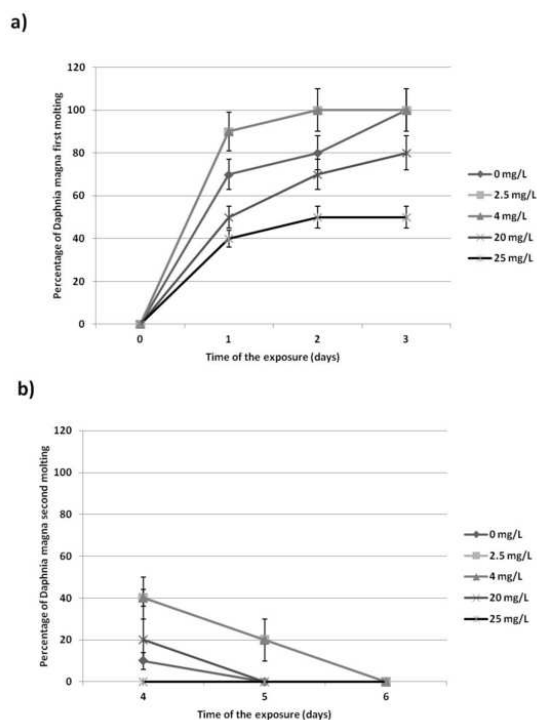 a)
Percentage of Daphnia magna first molting
120
100
80
60
40
20
0
0 1 2 3
Time of the exposure (days)
0 mg/L
2.5 mg/L
4 mg/L
20 mg/L
25 mg/L
b)
Percentage of Daphnia magna second molting
120
100
80
60
40
20
0
4 5 6
Time of the exposure (days)
0 mg/L
2.5 mg/L
4 mg/L
20 mg/L
25 mg/L